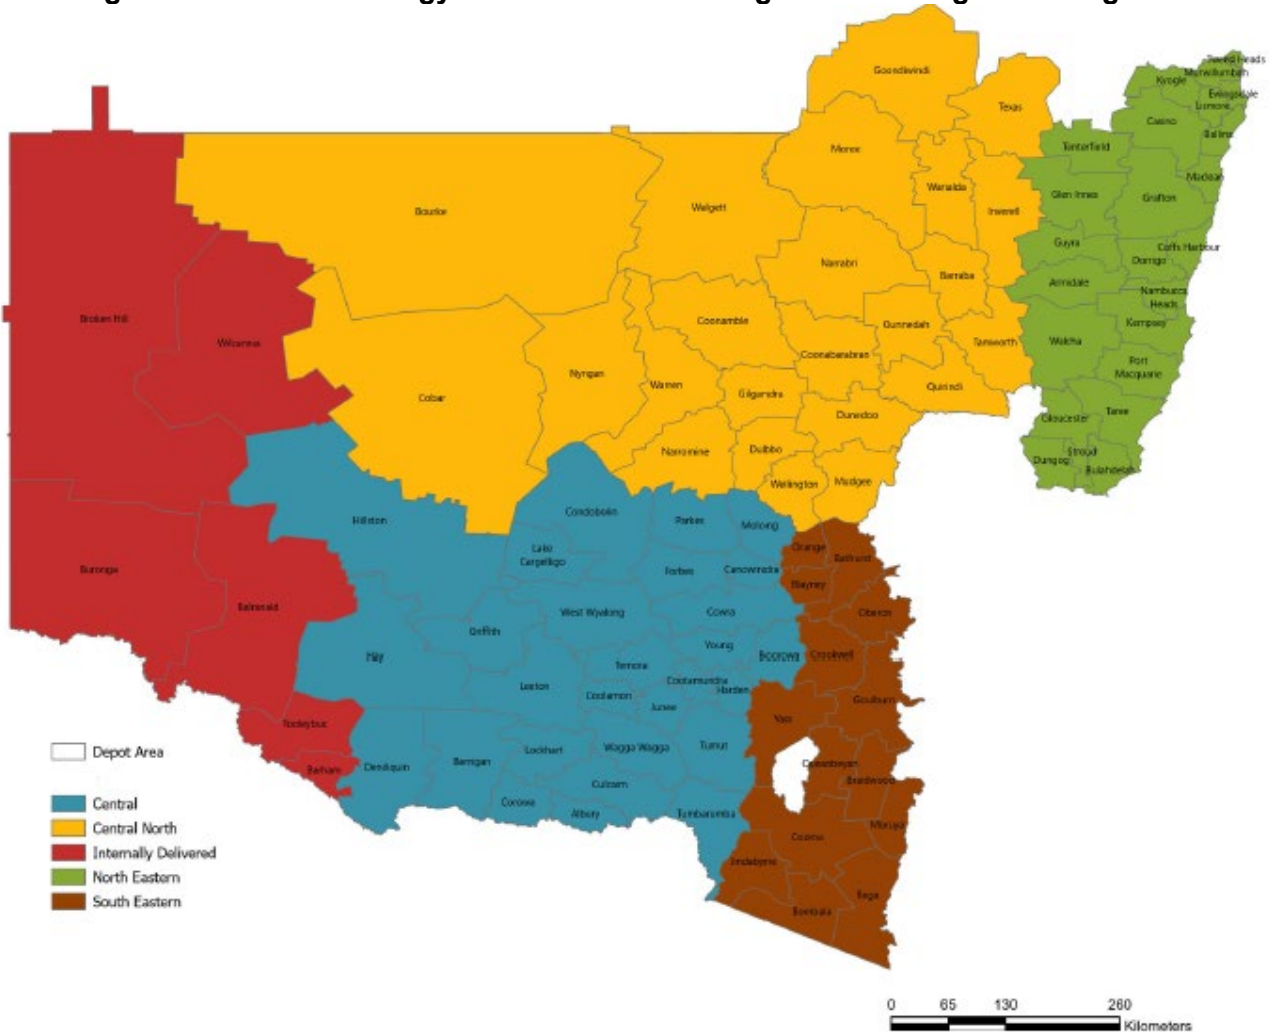 Goondiwindi
Tweed Heads
Murwillumbah
Kyogle
Ewingsdale
Lismore
Texas
Casino
Ballina
Tenterfield
Moree
Maclean
Warialda
Glen Innes
Grafton
Bourke
Walgett
Inverell
Guyra
Coffs Harbour
Dorrigo
Narrabri
Barraba
Armidale
Nambucca
Heads
Broken Hill
Coonamble
Gunnedah
Kempsey
Wilcannia
Tamworth
Walcha
Coonabarabran
Port
Macquarie
Nyngan
Warren
Quirindi
Cobar
Gilgandra
Dunedoo
Taree
Gloucester
Narromine
Dubbo
Stroud
Dungog
Bulahdelah
Wellington
Mudgee
Condobolin
Hillston
Parkes
Molong
Lake
Cargelligo
Orange
Bathurst
Buronga
Forbes
Canowindra
Blayney
Balranald
West Wyalong
Cowra
Oberon
Griffith
Young
Hay
Boorowa
Crookwell
Temora
Leeton
Cootamundra
Coolamon
Harden
Junee
Goulburn
Yass
Tooleybuc
Lockhart
Wagga Wagga
Tumut
Depot Area
Barham
Deniliquin
Berrigan
Queanbeyan
Braidwood
Culcairn
Central
Corowa
Albury
Tumbarumba
Central North
Moruya
Cooma
Internally Delivered
Jindabyne
North Eastern
Bega
South Eastern
Bombala
0 65 130 260
Kilometers